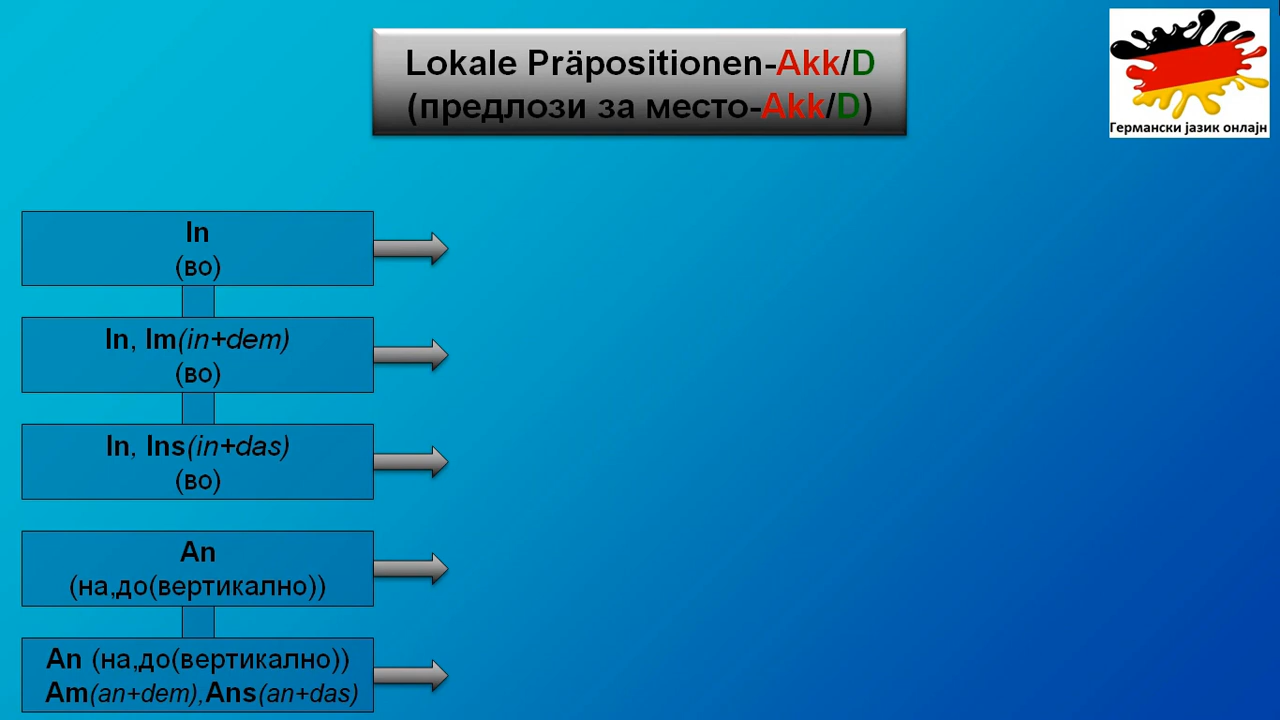 Lokale Präpositionen-Akk/D
(предлози за место-Akk/D)
Германски јазик онлајн
In
(во)
In, Im(in+dem)
(во)
In, Ins(in+das)
(во)
An
(на,до(вертикално))
An (на,до(вертикално))
Am(an+dem),Ans(an+das)